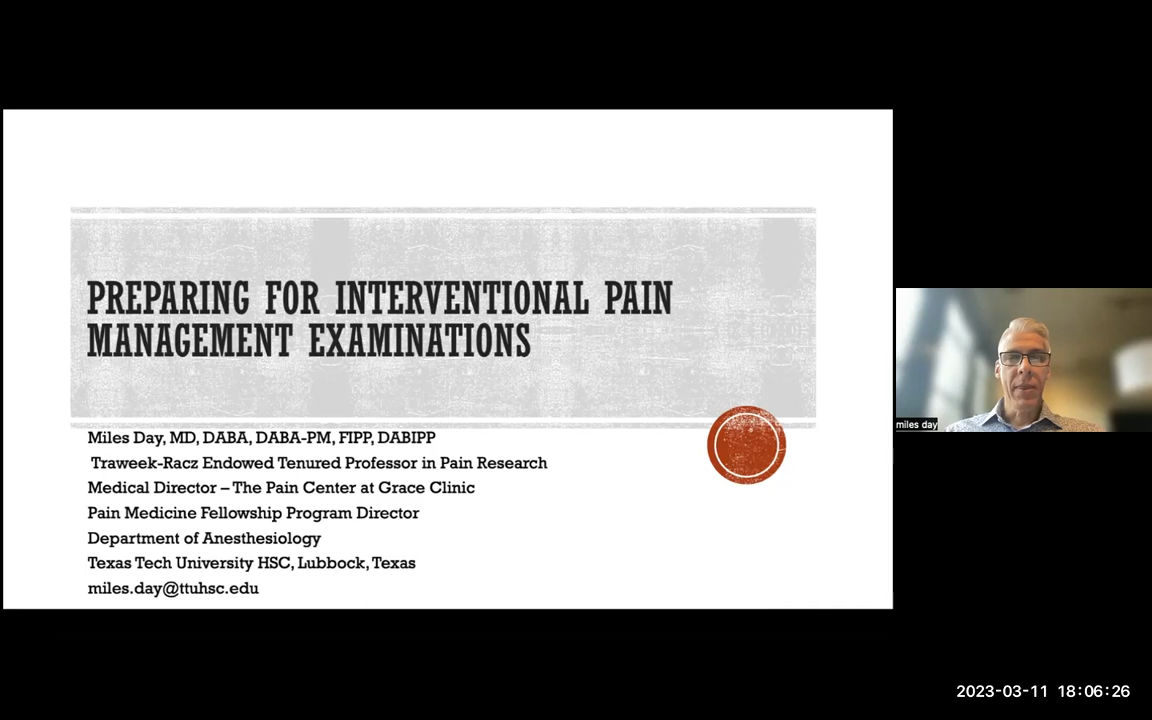 PREPARING FOR INTERVENTIONAL PAIN
MANAGEMENT EXAMINATIONS
Miles Day, MD, DABA, DABA-PM, FIPP, DABIPP
Traweek-Racz Endowed Tenured Professor in Pain Research
Medical Director – The Pain Center at Grace Clinic
Pain Medicine Fellowship Program Director
Department of Anesthesiology
Texas Tech University HSC, Lubbock, Texas
miles.day@ttuhsc.edu
miles day
2023-03-11 18:06:26